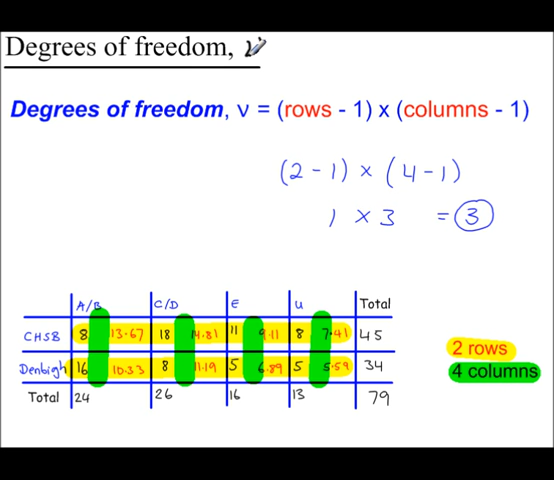 Degrees of freedom, ν
Degrees of freedom, ν = (rows - 1) x (columns - 1)
(2 - 1) x (4 - 1)
1 x 3 = 3
A/B C/D E U Total
CHSB 8 13.67 18 14.81 11 9.11 8 7.41 45
Denbigh 16 10.33 8 11.19 5 6.89 5 5.59 34
Total 24 26 16 13 79
2 rows
4 columns